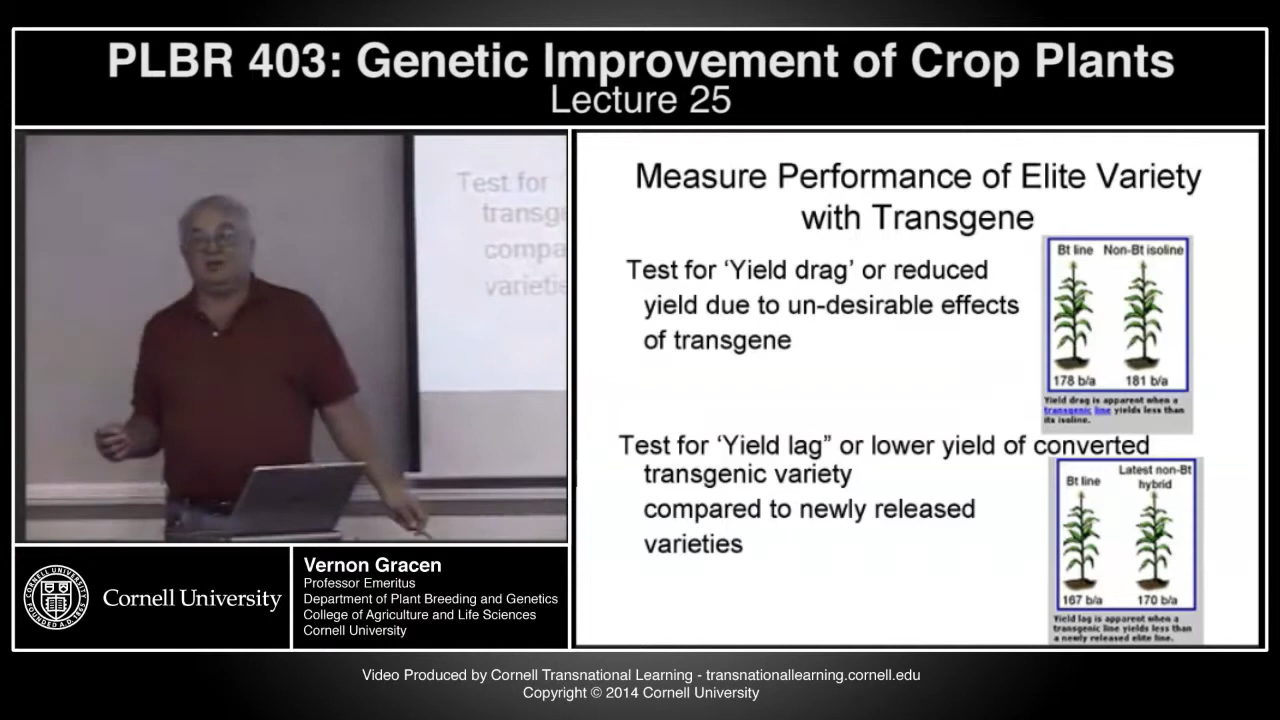 PLBR 403: Genetic Improvement of Crop Plants
Lecture 25
Test for
transg
compa
varieti
Measure Performance of Elite Variety
with Transgene
Test for ‘Yield drag’ or reduced
yield due to un-desirable effects
of transgene
Bt line Non-Bt isoline
178 b/a 181 b/a
Yield drag is apparent when a
transgenic line yields less than
its isoline.
Test for ‘Yield lag” or lower yield of converted
transgenic variety
compared to newly released
varieties
Latest non-Bt
Bt line hybrid
167 b/a 170 b/a
Yield lag is apparent when a
transgenic line yields less than
a newly released elite line.
Cornell University
Vernon Gracen
Professor Emeritus
Department of Plant Breeding and Genetics
College of Agriculture and Life Sciences
Cornell University
Video Produced by Cornell Transnational Learning - transnationallearning.cornell.edu
Copyright © 2014 Cornell University